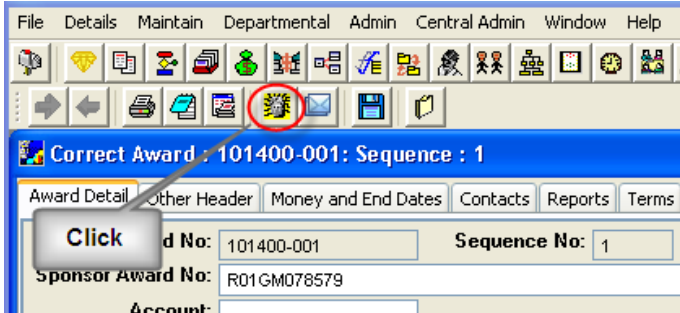 File Details Maintain Departmental Admin Central Admin Window Help
Correct Award : 101400-001: Sequence : 1
Award Detail Other Header Money and End Dates Contacts Reports Terms
Click d No: 101400-001 Sequence No: 1
Sponsor Award No: R01GM078579
Account: